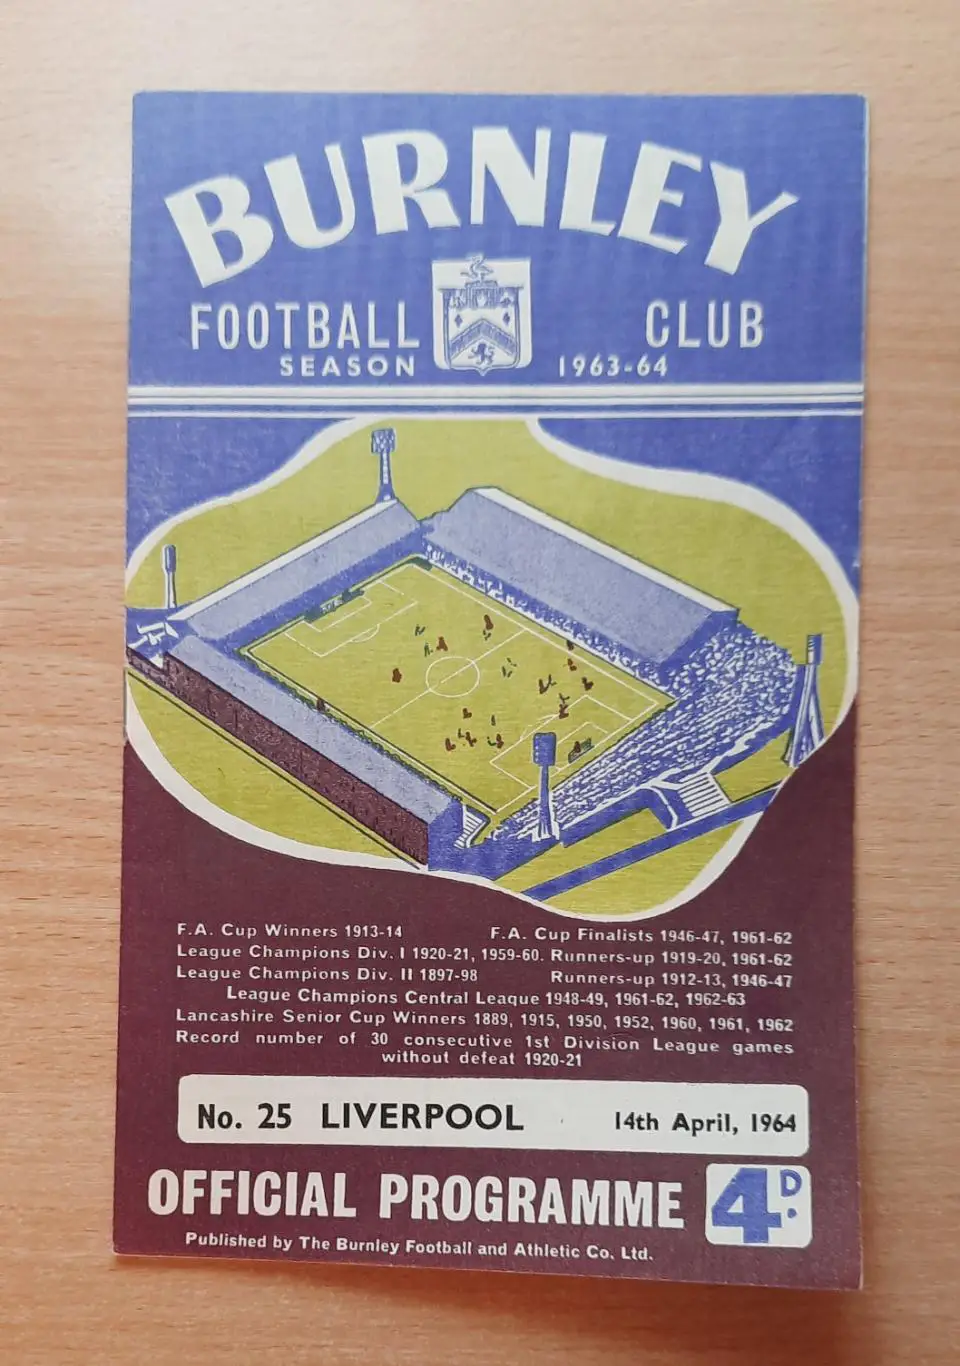 BURNLEY
FOOTBALL CLUB
SEASON 1963-64
F.A. Cup Winners 1913-14 F.A. Cup Finalists 1946-47, 1961-62
League Champions Div. I 1920-21, 1959-60. Runners-up 1919-20, 1961-62
League Champions Div. II 1897-98 Runners-up 1912-13, 1946-47
League Champions Central League 1948-49, 1961-62, 1962-63
Lancashire Senior Cup Winners 1889, 1915, 1950, 1952, 1960, 1961, 1962
Record number of 30 consecutive 1st Division League games
without defeat 1920-21
No. 25 LIVERPOOL 14th April, 1964
OFFICIAL PROGRAMME 4D.
Published by The Burnley Football and Athletic Co. Ltd.